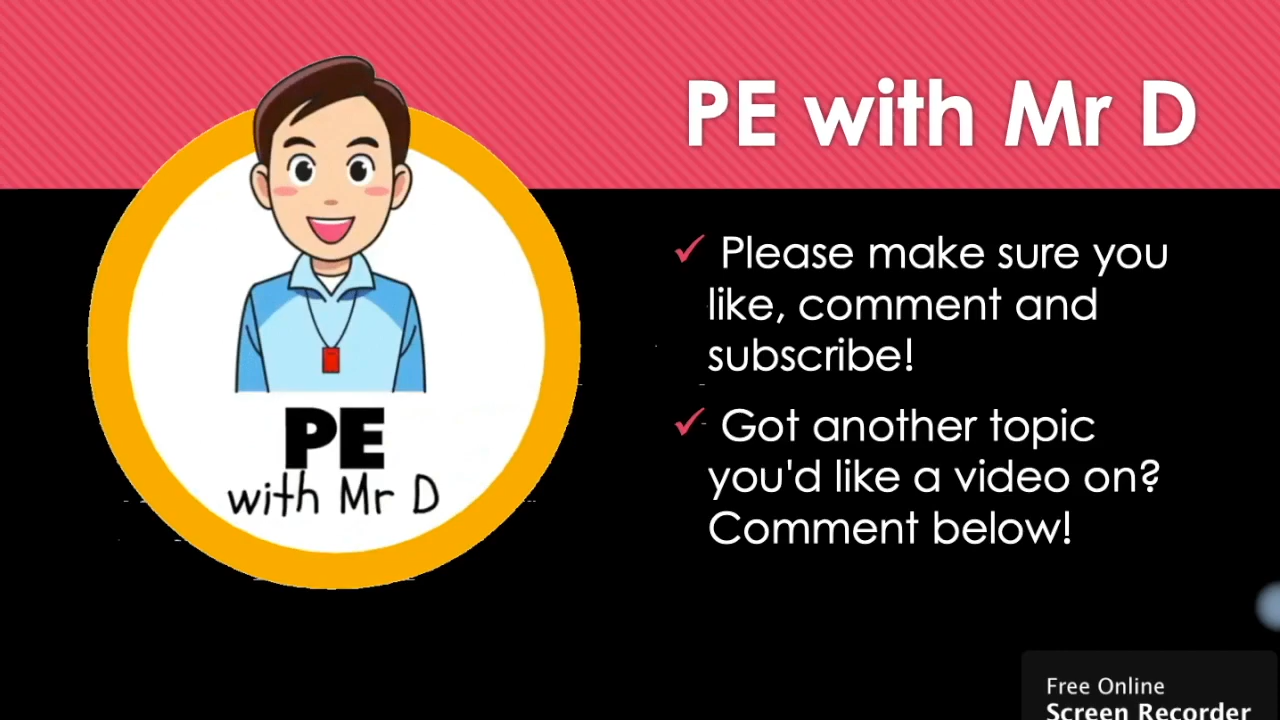 PE with Mr D
PE
with Mr D
Please make sure you
like, comment and
subscribe!
Got another topic
you'd like a video on?
Comment below!
Free Online
Screen Recorder